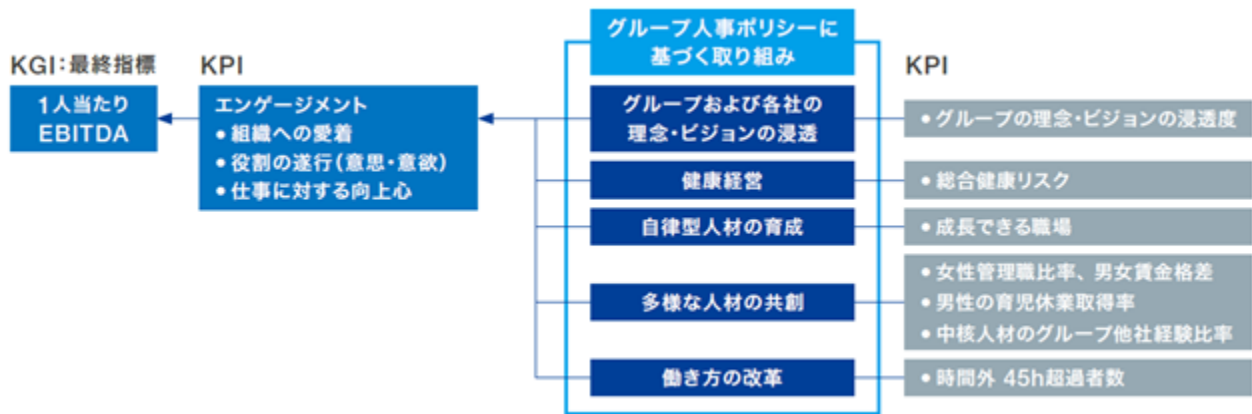 グループ人事ポリシーに
基づく取り組み
KGI:最終指標
KPI
KPI
1人当たり
EBITDA
エンゲージメント
• 組織への愛着
• 役割の遂行(意思・意欲)
• 仕事に対する向上心
グループおよび各社の
理念・ビジョンの浸透
• グループの理念・ビジョンの浸透度
健康経営
• 総合健康リスク
自律型人材の育成
• 成長できる職場
多様な人材の共創
• 女性管理職比率、男女賃金格差
• 男性の育児休業取得率
• 中核人材のグループ他社経験比率
働き方の改革
• 時間外 45h超過者数